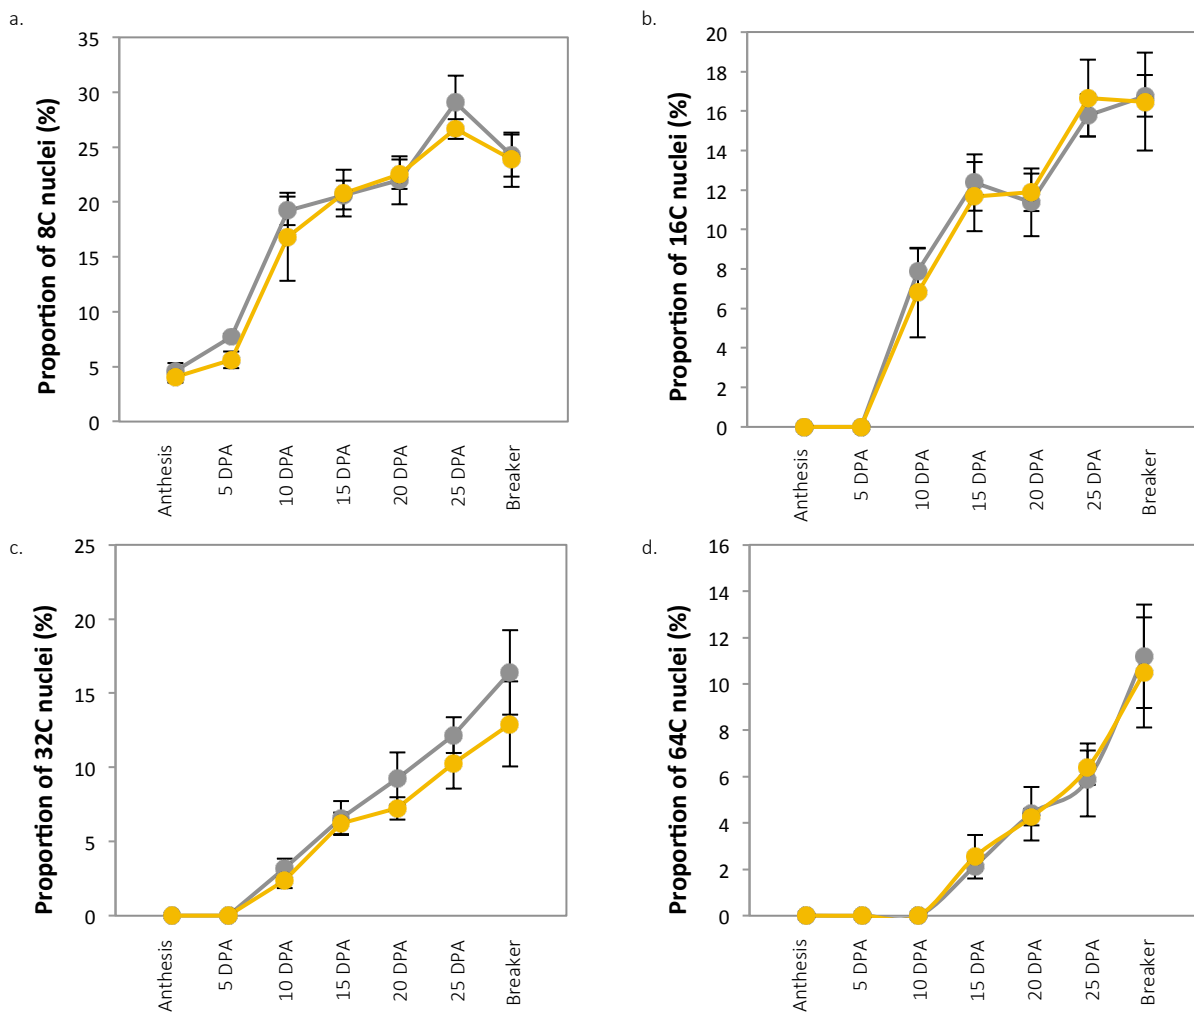 a.
Proportion of 8C nuclei (%)
35
30
25
20
15
10
5
0
Anthesis
5 DPA
10 DPA
15 DPA
20 DPA
25 DPA
Breaker
b.
Proportion of 16C nuclei (%)
20
18
16
14
12
10
8
6
4
2
0
Anthesis
5 DPA
10 DPA
15 DPA
20 DPA
25 DPA
Breaker
c.
Proportion of 32C nuclei (%)
25
20
15
10
5
0
Anthesis
5 DPA
10 DPA
15 DPA
20 DPA
25 DPA
Breaker
d.
Proportion of 64C nuclei (%)
16
14
12
10
8
6
4
2
0
Anthesis
5 DPA
10 DPA
15 DPA
20 DPA
25 DPA
Breaker